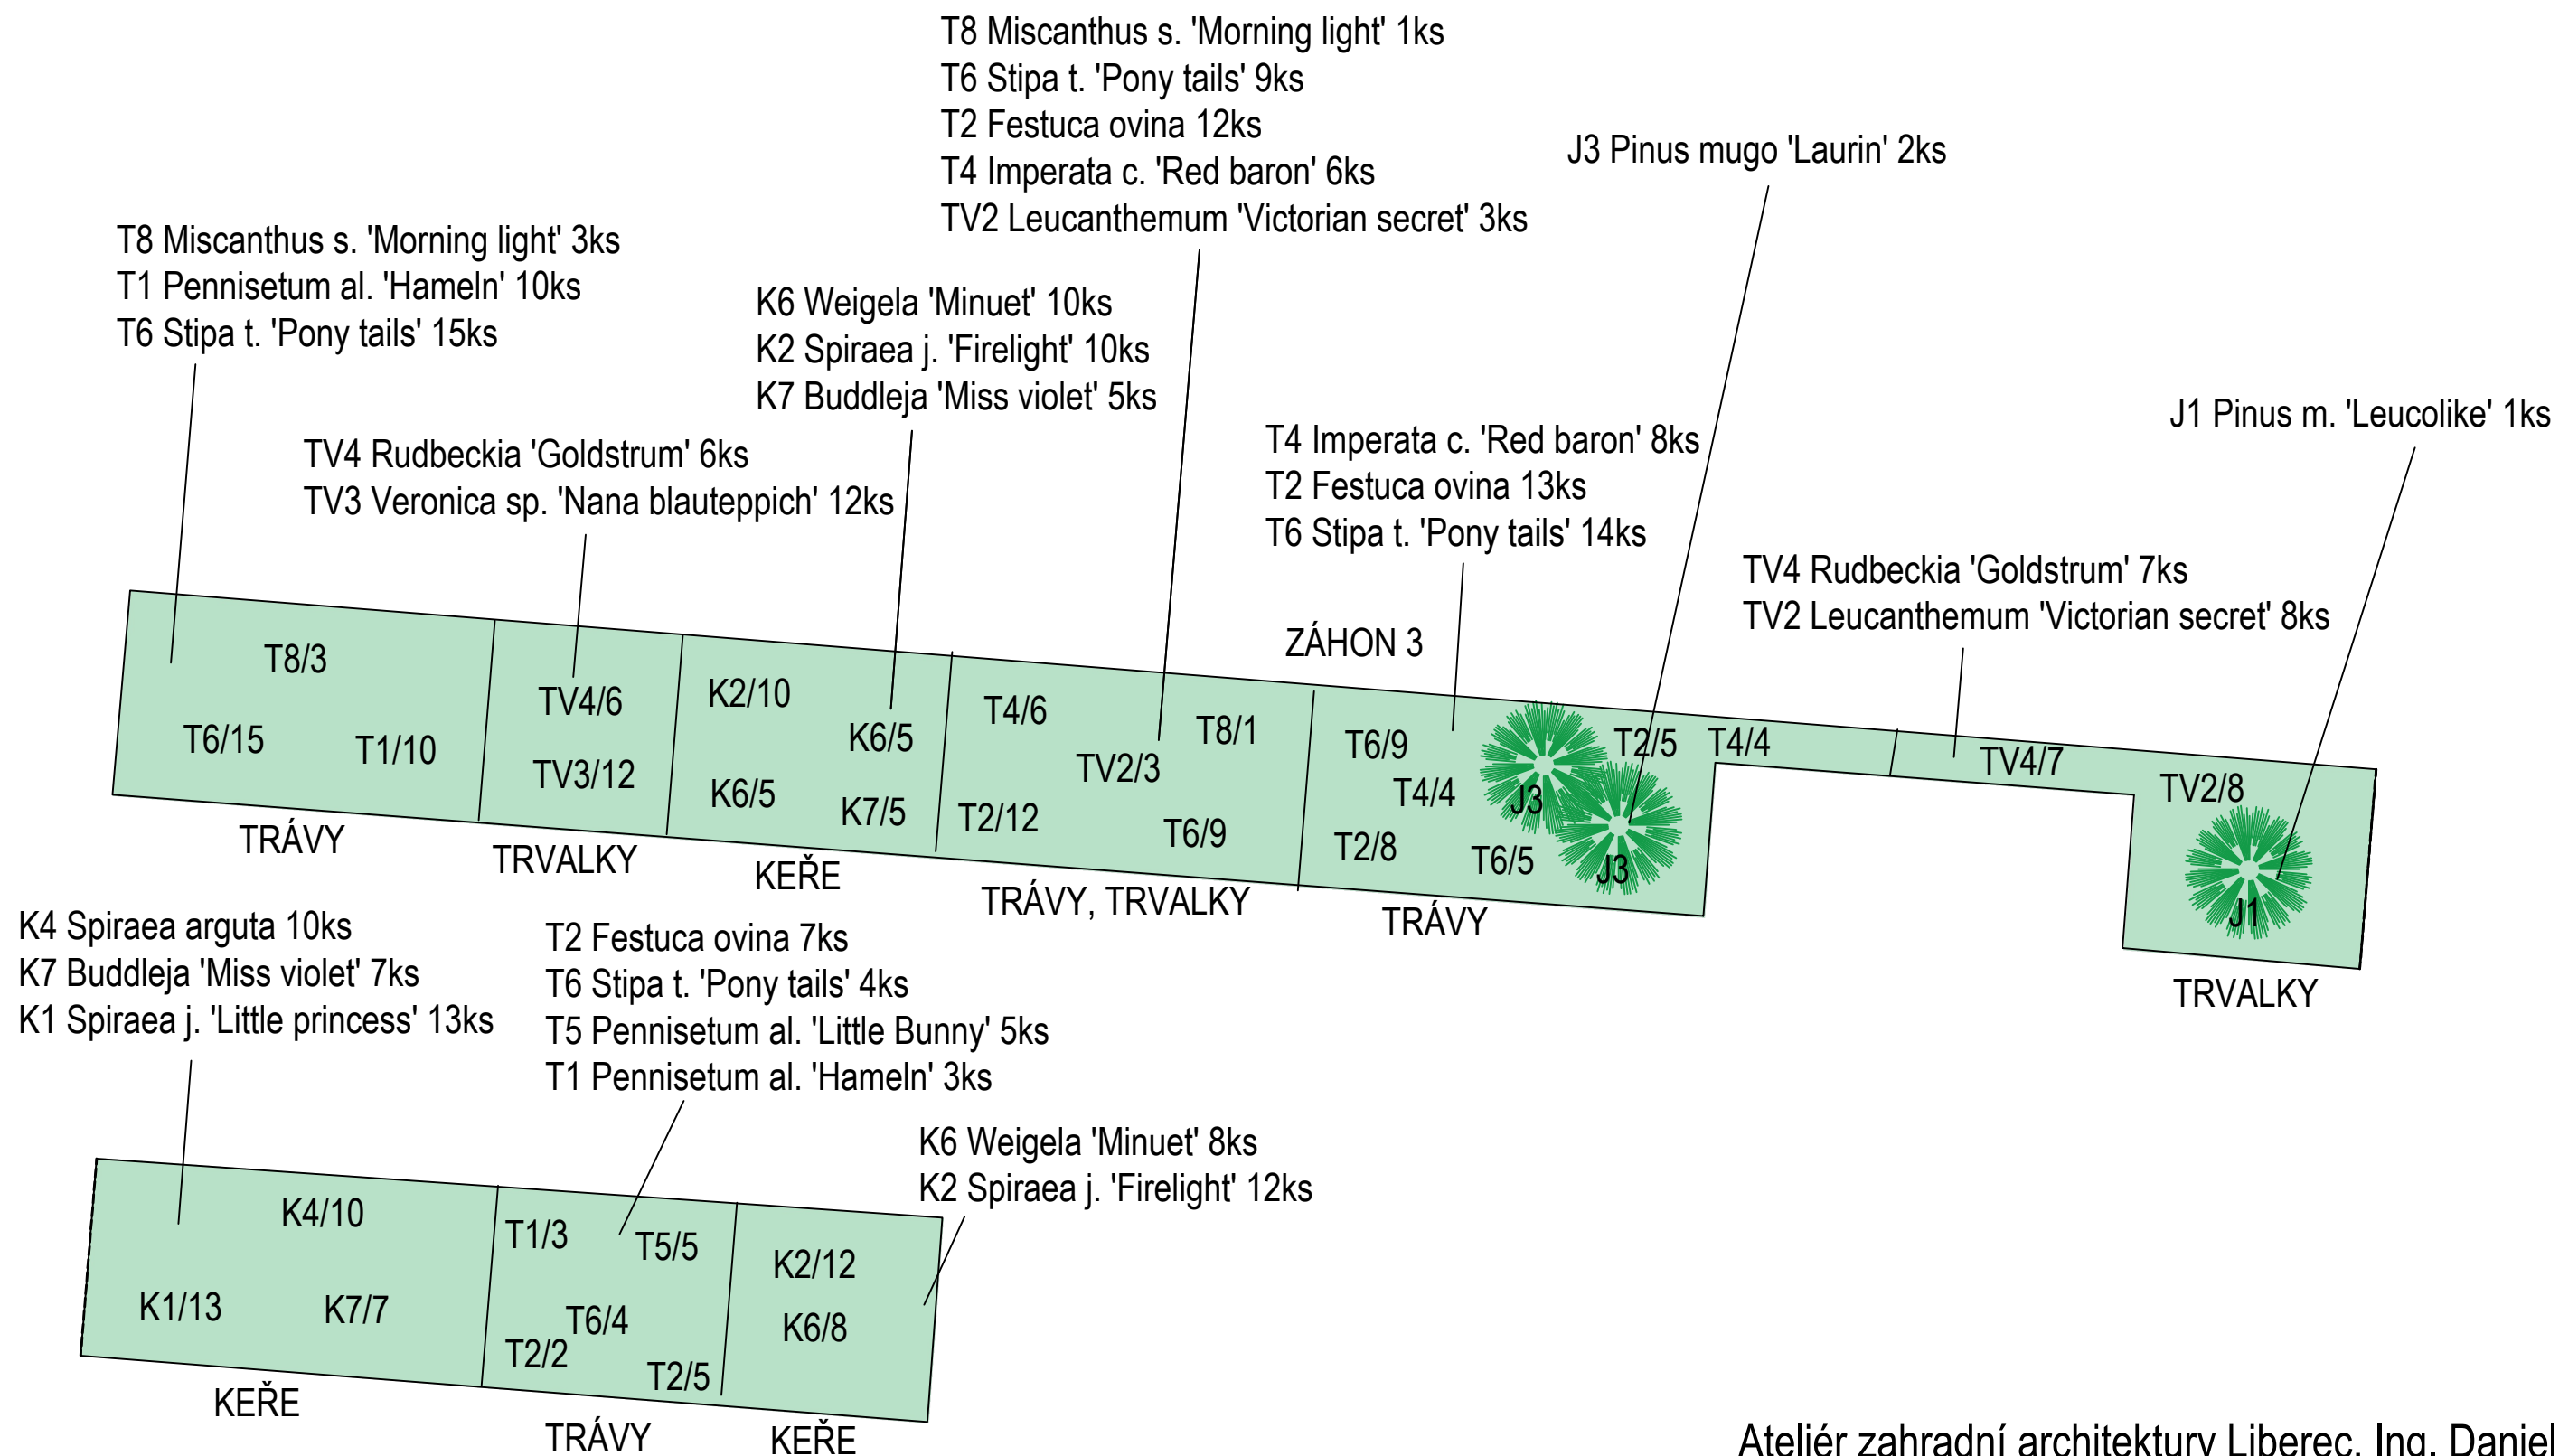 T8 Miscanthus s. 'Morning light' 1ks
T6 Stipa t. 'Pony tails' 9ks
T2 Festuca ovina 12ks
T4 Imperata c. 'Red baron' 6ks
TV2 Leucanthemum 'Victorian secret' 3ks
J3 Pinus mugo 'Laurin' 2ks
T8 Miscanthus s. 'Morning light' 3ks
T1 Pennisetum al. 'Hameln' 10ks
T6 Stipa t. 'Pony tails' 15ks
K6 Weigela 'Minuet' 10ks
K2 Spiraea j. 'Firelight' 10ks
K7 Buddleja 'Miss violet' 5ks
J1 Pinus m. 'Leucolike' 1ks
TV4 Rudbeckia 'Goldstrum' 6ks
TV3 Veronica sp. 'Nana blauteppich' 12ks
T4 Imperata c. 'Red baron' 8ks
T2 Festuca ovina 13ks
T6 Stipa t. 'Pony tails' 14ks
TV4 Rudbeckia 'Goldstrum' 7ks
TV2 Leucanthemum 'Victorian secret' 8ks
ZÁHON 3
T8/3
T6/15
T1/10
TV4/6
TV3/12
K2/10
K6/5
K6/5
K7/5
T4/6
T8/1
TV2/3
T2/12
T6/9
T6/9
T4/4
T2/8
T6/5
J3
J3
T2/5
T4/4
TV4/7
TV2/8
J1
TRÁVY
TRVALKY
KEŘE
TRÁVY, TRVALKY
TRÁVY
TRVALKY
K4 Spiraea arguta 10ks
K7 Buddleja 'Miss violet' 7ks
K1 Spiraea j. 'Little princess' 13ks
T2 Festuca ovina 7ks
T6 Stipa t. 'Pony tails' 4ks
T5 Pennisetum al. 'Little Bunny' 5ks
T1 Pennisetum al. 'Hameln' 3ks
K6 Weigela 'Minuet' 8ks
K2 Spiraea j. 'Firelight' 12ks
K4/10
K1/13
K7/7
T1/3
T5/5
T6/4
T2/2
T2/5
K2/12
K6/8
KEŘE
TRÁVY
KEŘE
Ateliér zahradní architektury Liberec, Ing. Daniel